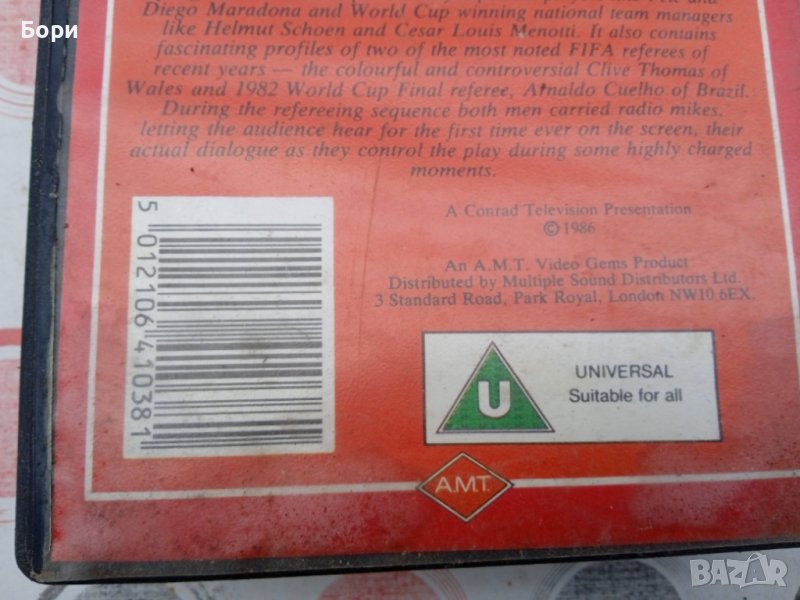 Бори
Diego Maradona and World Cup winning national team managers
like Helmut Schoen and Cesar Louis Menotti. It also contains
fascinating profiles of two of the most noted FIFA referees of
recent years — the colourful and controversial Clive Thomas of
Wales and 1982 World Cup Final referee, Arnaldo Cuelho of Brazil.
During the refereeing sequence both men carried radio mikes,
letting the audience hear for the first time ever on the screen, their
actual dialogue as they control the play during some highly charged
moments.
A Conrad Television Presentation
© 1986
An A.M.T. Video Gems Product
Distributed by Multiple Sound Distributors Ltd.
3 Standard Road, Park Royal, London NW10 6EX.
5 012106 410381
U
UNIVERSAL
Suitable for all
A.M.T.
Бори
BAZAR